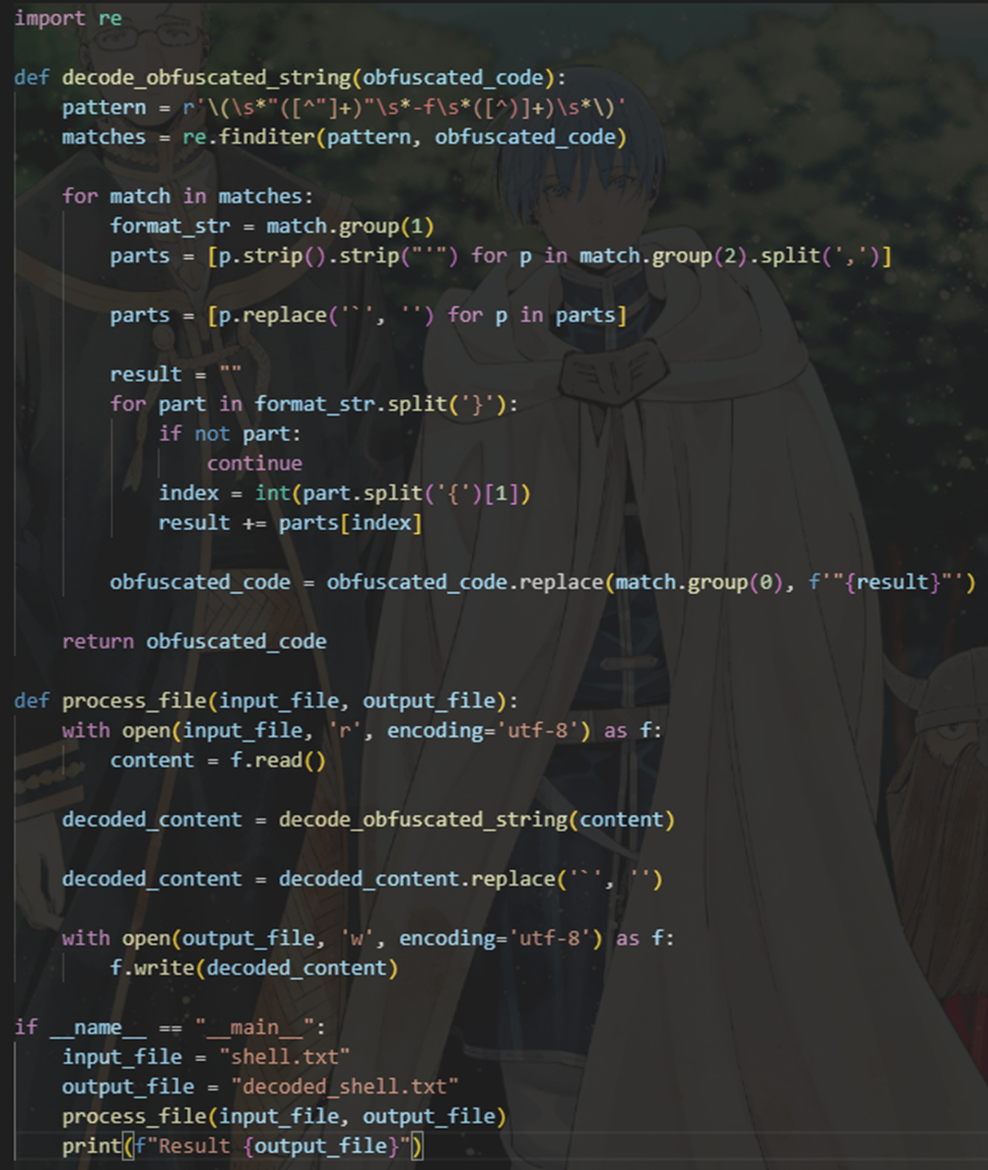 import re
def decode_obfuscated_string(obfuscated_code):
    pattern = r'\(\s*"([^"]+)"\s*-f\s*([^)]+)\s*\)'
    matches = re.finditer(pattern, obfuscated_code)
    for match in matches:
        format_str = match.group(1)
        parts = [p.strip().strip("'") for p in match.group(2).split(',')]
        parts = [p.replace('`', '') for p in parts]
        result = ""
        for part in format_str.split('}'):
            if not part:
                continue
            index = int(part.split('{')[1])
            result += parts[index]
        obfuscated_code = obfuscated_code.replace(match.group(0), f'"{result}"')
    return obfuscated_code
def process_file(input_file, output_file):
    with open(input_file, 'r', encoding='utf-8') as f:
        content = f.read()
    decoded_content = decode_obfuscated_string(content)
    decoded_content = decoded_content.replace('`', '')
    with open(output_file, 'w', encoding='utf-8') as f:
        f.write(decoded_content)
if __name__ == "__main__":
    input_file = "shell.txt"
    output_file = "decoded_shell.txt"
    process_file(input_file, output_file)
    print(f"Result {output_file}")